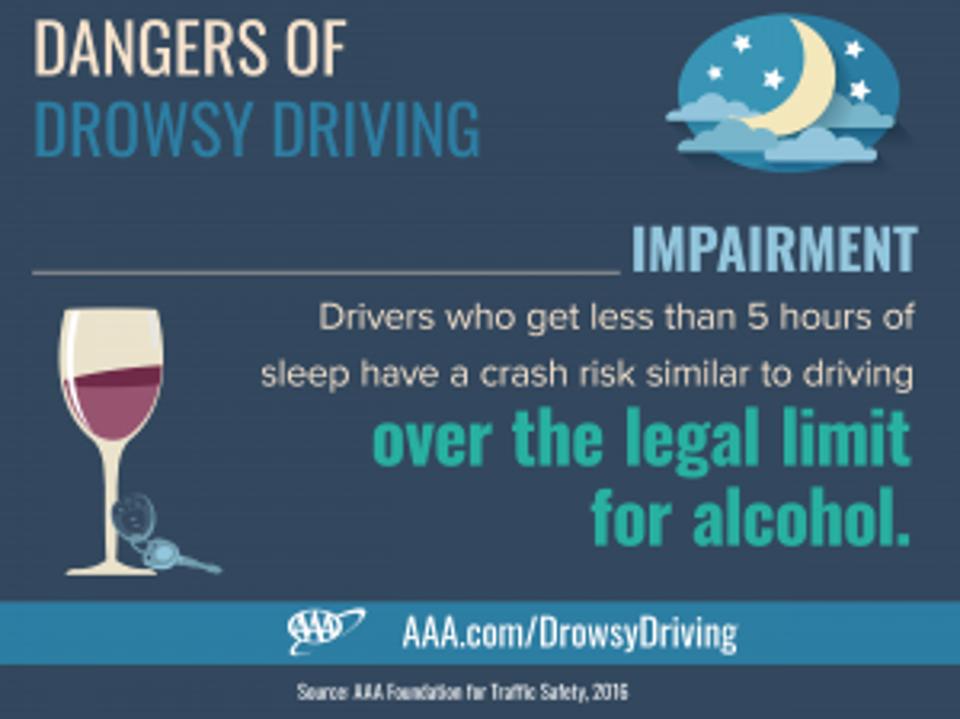 DANGERS OF
DROWSY DRIVING
IMPAIRMENT
Drivers who get less than 5 hours of
sleep have a crash risk similar to driving
over the legal limit
for alcohol.
AAA AAA.com/DrowsyDriving
Source: AAA Foundation for Traffic Safety, 2016